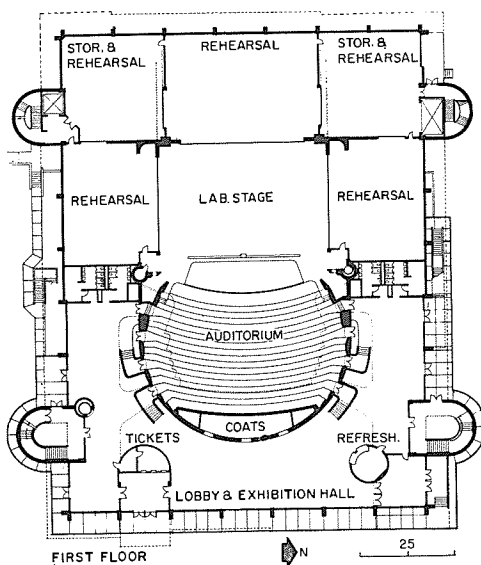 STOR. &
REHEARSAL
REHEARSAL
STOR. &
REHEARSAL
REHEARSAL
LAB. STAGE
REHEARSAL
AUDITORIUM
COATS
TICKETS
REFRESH.
LOBBY & EXHIBITION HALL
FIRST FLOOR
N
25